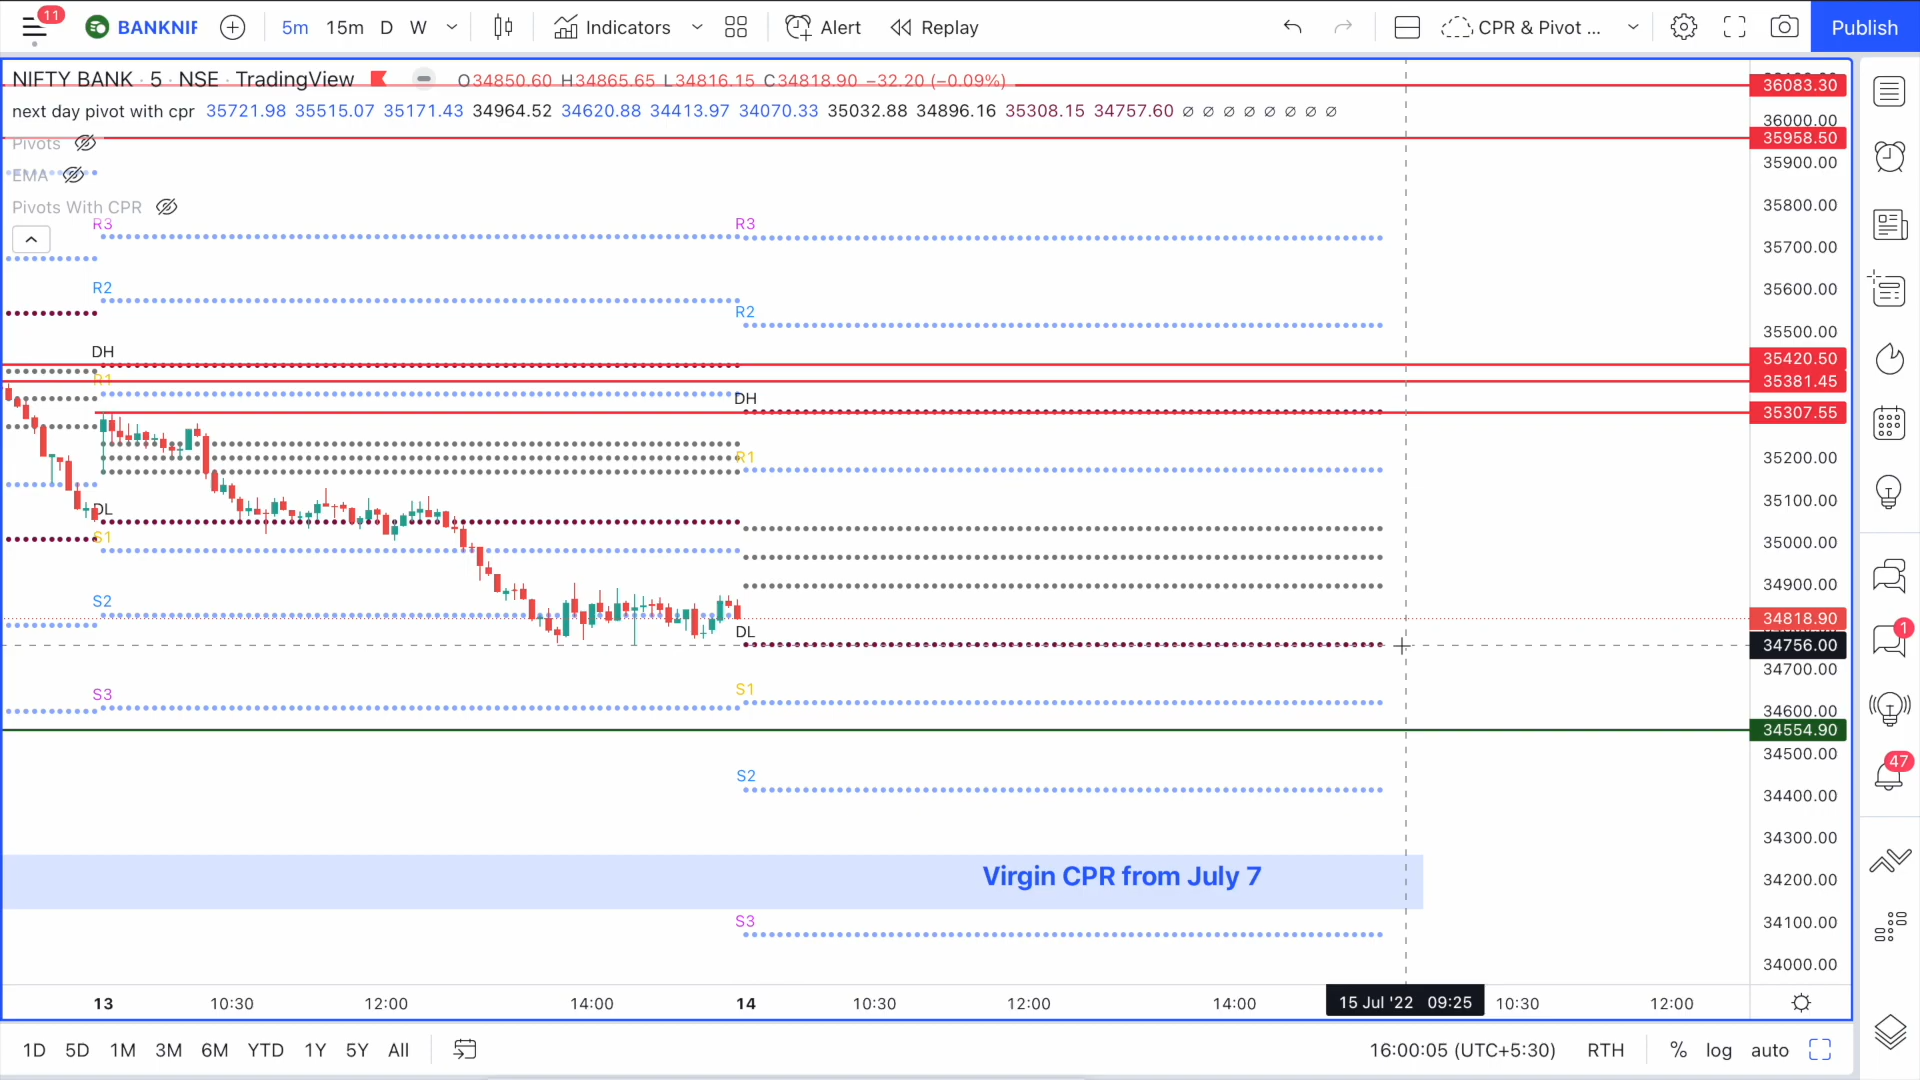 11 BANKNIF 5m 15m D W Indicators Alert Replay CPR & Pivot ... Publish
NIFTY BANK · 5 · NSE · TradingView O34850.60 H34865.65 L34816.15 C34818.90 −32.20 (−0.09%)
next day pivot with cpr 35721.98 35515.07 35171.43 34964.52 34620.88 34413.97 34070.33 35032.88 34896.16 35308.15 34757.60 ∅ ∅ ∅ ∅ ∅ ∅ ∅ ∅
Pivots
EMA
Pivots With CPR
R3 R3
R2
R2
DH
R1
DH
R1
DL
S1
S2
DL
S3
S1
S2
Virgin CPR from July 7
S3
36083.30
36000.00
35958.50
35900.00
35800.00
35700.00
35600.00
35500.00
35420.50
35381.45
35307.55
35200.00
35100.00
35000.00
34900.00
34818.90
34756.00
34700.00
34600.00
34554.90
34500.00
34400.00
34300.00
34200.00
34100.00
34000.00
1
47
13 10:30 12:00 14:00 14 10:30 12:00 14:00 15 Jul '22 09:25 10:30 12:00
1D 5D 1M 3M 6M YTD 1Y 5Y All 16:00:05 (UTC+5:30) RTH % log auto